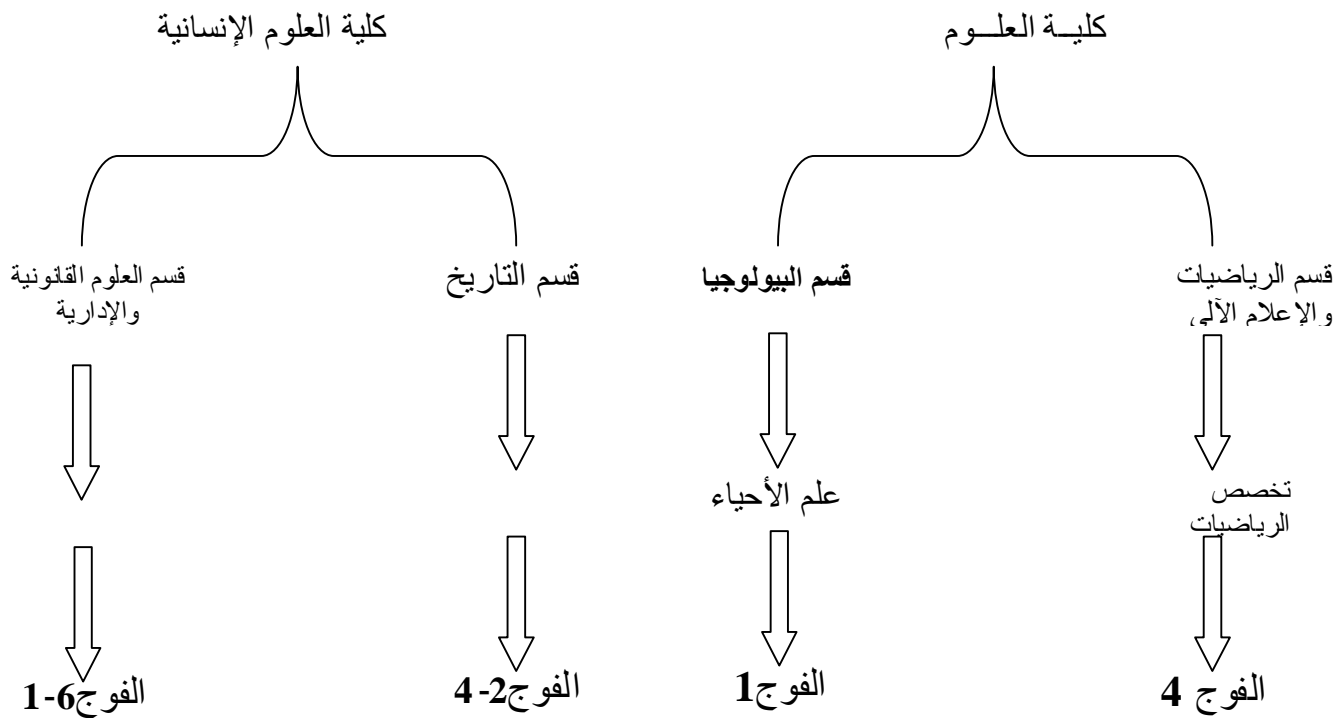 كليــة العلــوم
كلية العلوم الإنسانية
قسم الرياضيات
والإعلام الآلي
قسم البيولوجيا
قسم التاريخ
قسم العلوم القانونية
والإدارية
تخصص
الرياضيات
علم الأحياء
الفوج 4
الفوج1
الفوج2-4
الفوج6-1